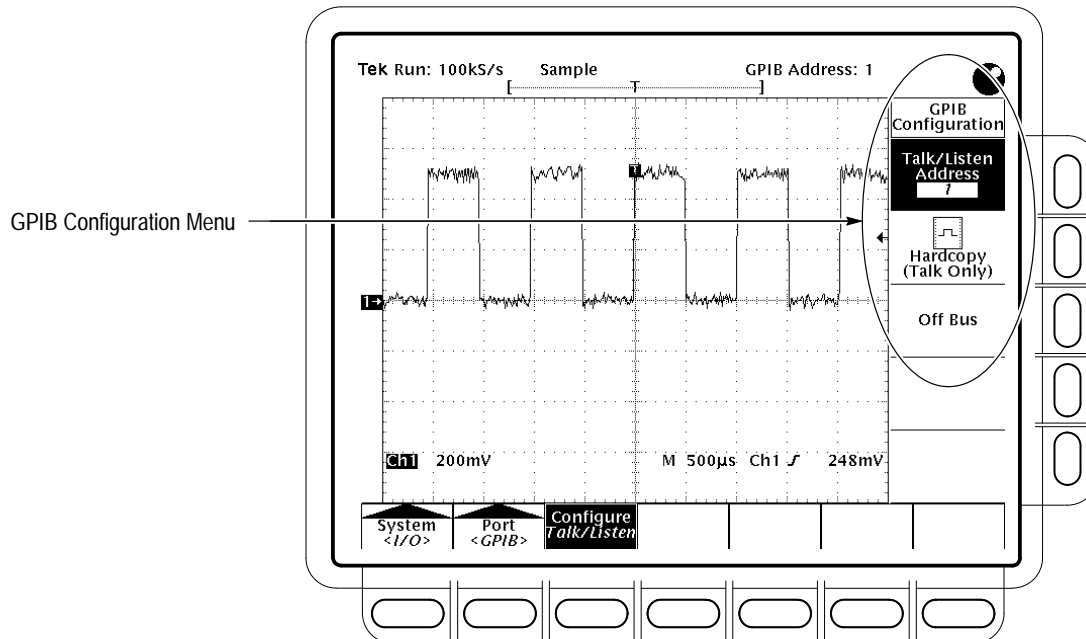 Tek Run: 100kS/s Sample GPIB Address: 1
[ T ]
GPIB
Configuration
Talk/Listen
Address
1
GPIB Configuration Menu
T
Hardcopy
(Talk Only)
1→
Off Bus
Ch1 200mV M 500µs Ch1 248mV
System
<I/O>
Port
<GPIB>
Configure
Talk/Listen